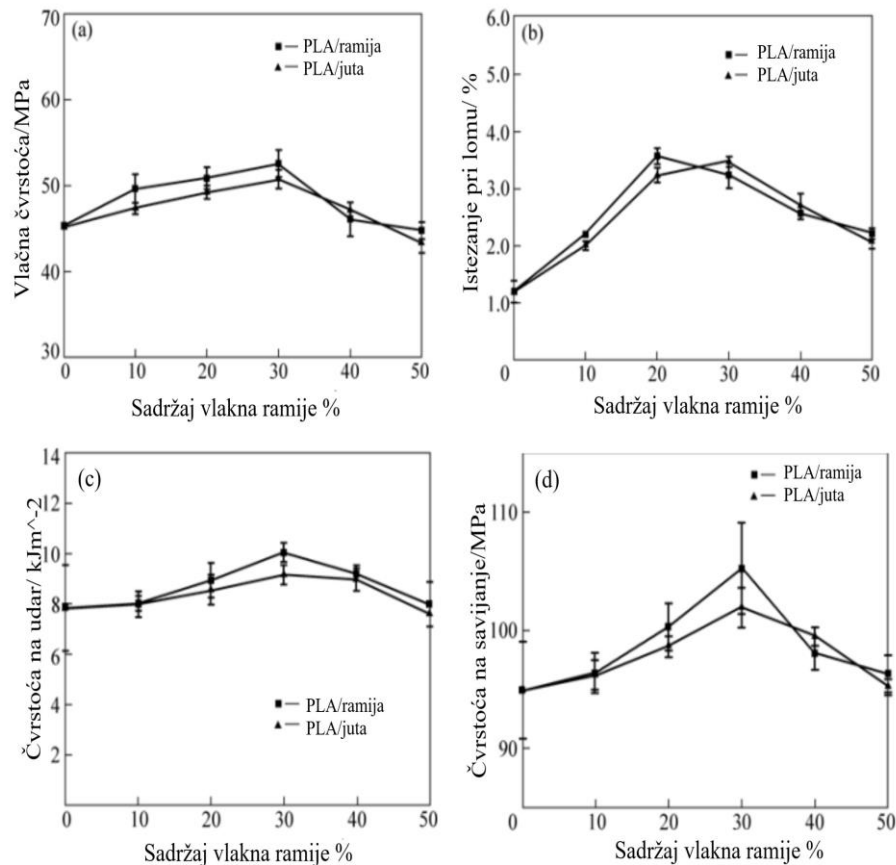 (a)
PLA/ramija
PLA/juta
Vlačna čvrstoća/MPa
70
60
50
40
30
0 10 20 30 40 50
Sadržaj vlakna ramije %
(b)
PLA/ramija
PLA/juta
Istezanje pri lomu/ %
6.0
5.0
4.0
3.0
2.0
1.0
0 10 20 30 40 50
Sadržaj vlakna ramije %
(c)
Čvrstoća na udar/ kJm^-2
14
12
10
8
6
4
2
PLA/ramija
PLA/juta
0 10 20 30 40 50
Sadržaj vlakna ramije %
(d)
PLA/ramija
PLA/juta
Čvrstoća na savijanje/MPa
110
100
90
0 10 20 30 40 50
Sadržaj vlakna ramije %